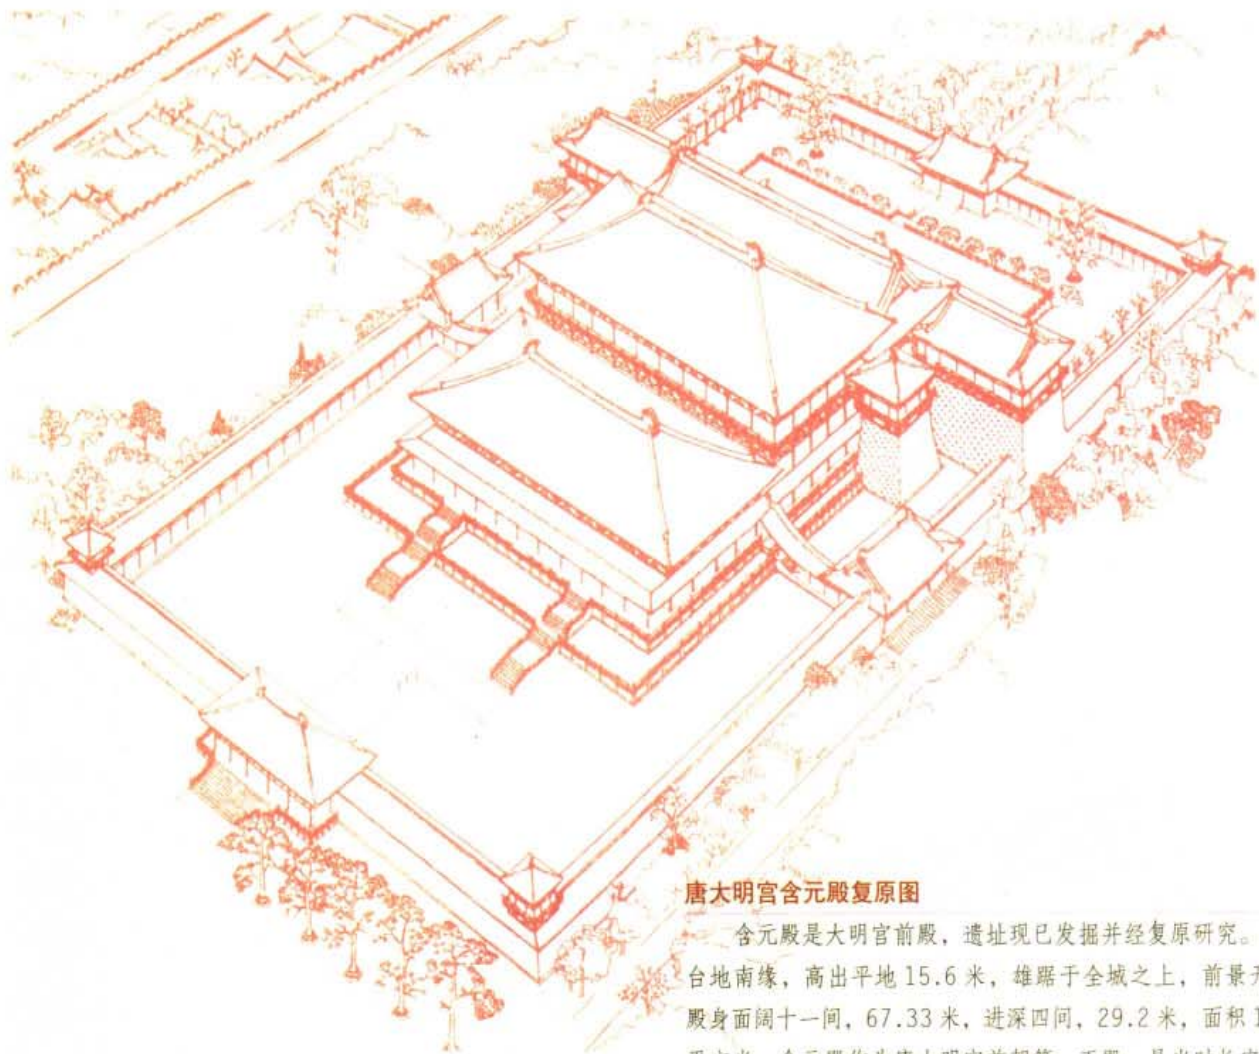 唐大明宫含元殿复原图
含元殿是大明宫前殿，遗址现已发掘并经复原研究。
台地南缘，高出平地 15.6 米，雄踞于全城之上，前景
殿身面阔十一间，67.33 米，进深四间，29.2 米，面积 1